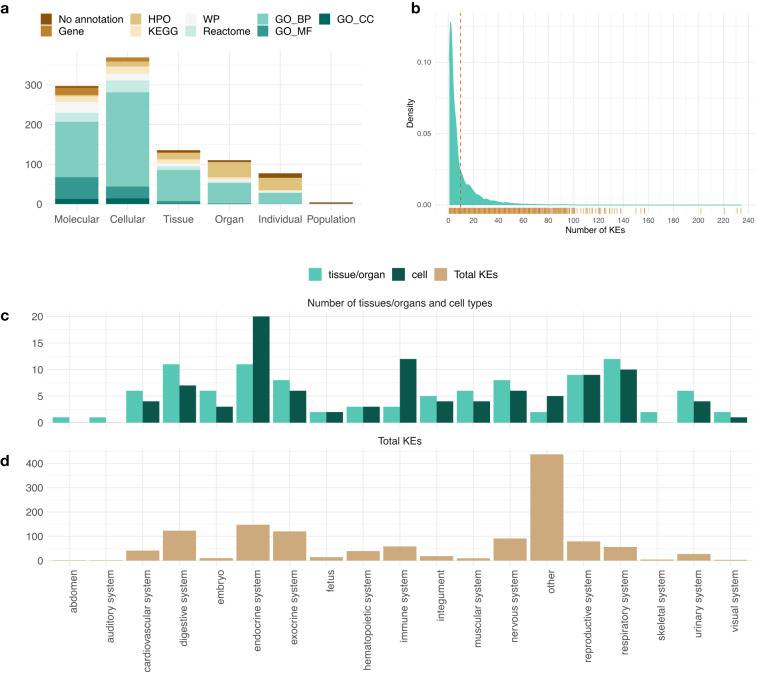 a
No annotation HPO WP GO_BP GO_CC
Gene KEGG Reactome GO_MF
300
200
100
0
Molecular Cellular Tissue Organ Individual Population
b
Density
0.10
0.05
0.00
0 20 40 60 80 100 120 140 160 180 200 220 240
Number of KEs
tissue/organ cell Total KEs
Number of tissues/organs and cell types
c
20
15
10
5
0
Total KEs
d
400
300
200
100
0
abdomen
auditory system
cardiovascular system
digestive system
embryo
endocrine system
exocrine system
fetus
hematopoietic system
immune system
integument
muscular system
nervous system
other
reproductive system
respiratory system
skeletal system
urinary system
visual system